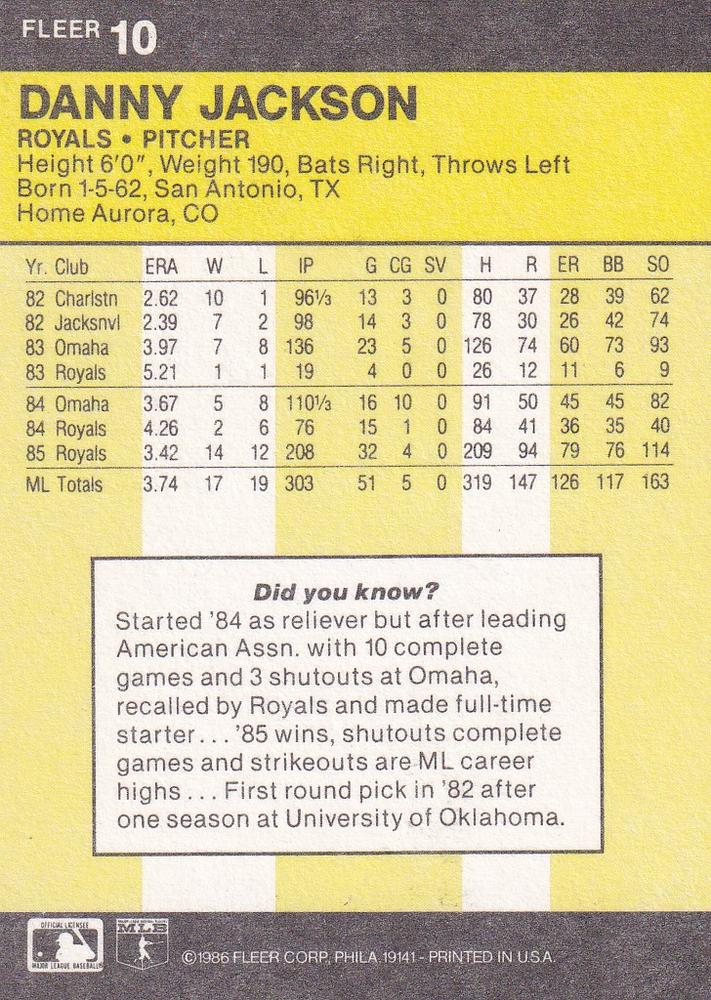 FLEER 10
DANNY JACKSON
ROYALS • PITCHER
Height 6'0", Weight 190, Bats Right, Throws Left
Born 1-5-62, San Antonio, TX
Home Aurora, CO
Yr. Club ERA W L IP G CG SV H R ER BB SO
82 Charlstn 2.62 10 1 96⅓ 13 3 0 80 37 28 39 62
82 Jacksnvl 2.39 7 2 98 14 3 0 78 30 26 42 74
83 Omaha 3.97 7 8 136 23 5 0 126 74 60 73 93
83 Royals 5.21 1 1 19 4 0 0 26 12 11 6 9
84 Omaha 3.67 5 8 110⅓ 16 10 0 91 50 45 45 82
84 Royals 4.26 2 6 76 15 1 0 84 41 36 35 40
85 Royals 3.42 14 12 208 32 4 0 209 94 79 76 114
ML Totals 3.74 17 19 303 51 5 0 319 147 126 117 163
Did you know?
Started '84 as reliever but after leading
American Assn. with 10 complete
games and 3 shutouts at Omaha,
recalled by Royals and made full-time
starter... '85 wins, shutouts complete
games and strikeouts are ML career
highs... First round pick in '82 after
one season at University of Oklahoma.
OFFICIAL LICENSEE
MAJOR LEAGUE BASEBALL
MLB
©1986 FLEER CORP., PHILA. 19141 - PRINTED IN U.S.A.